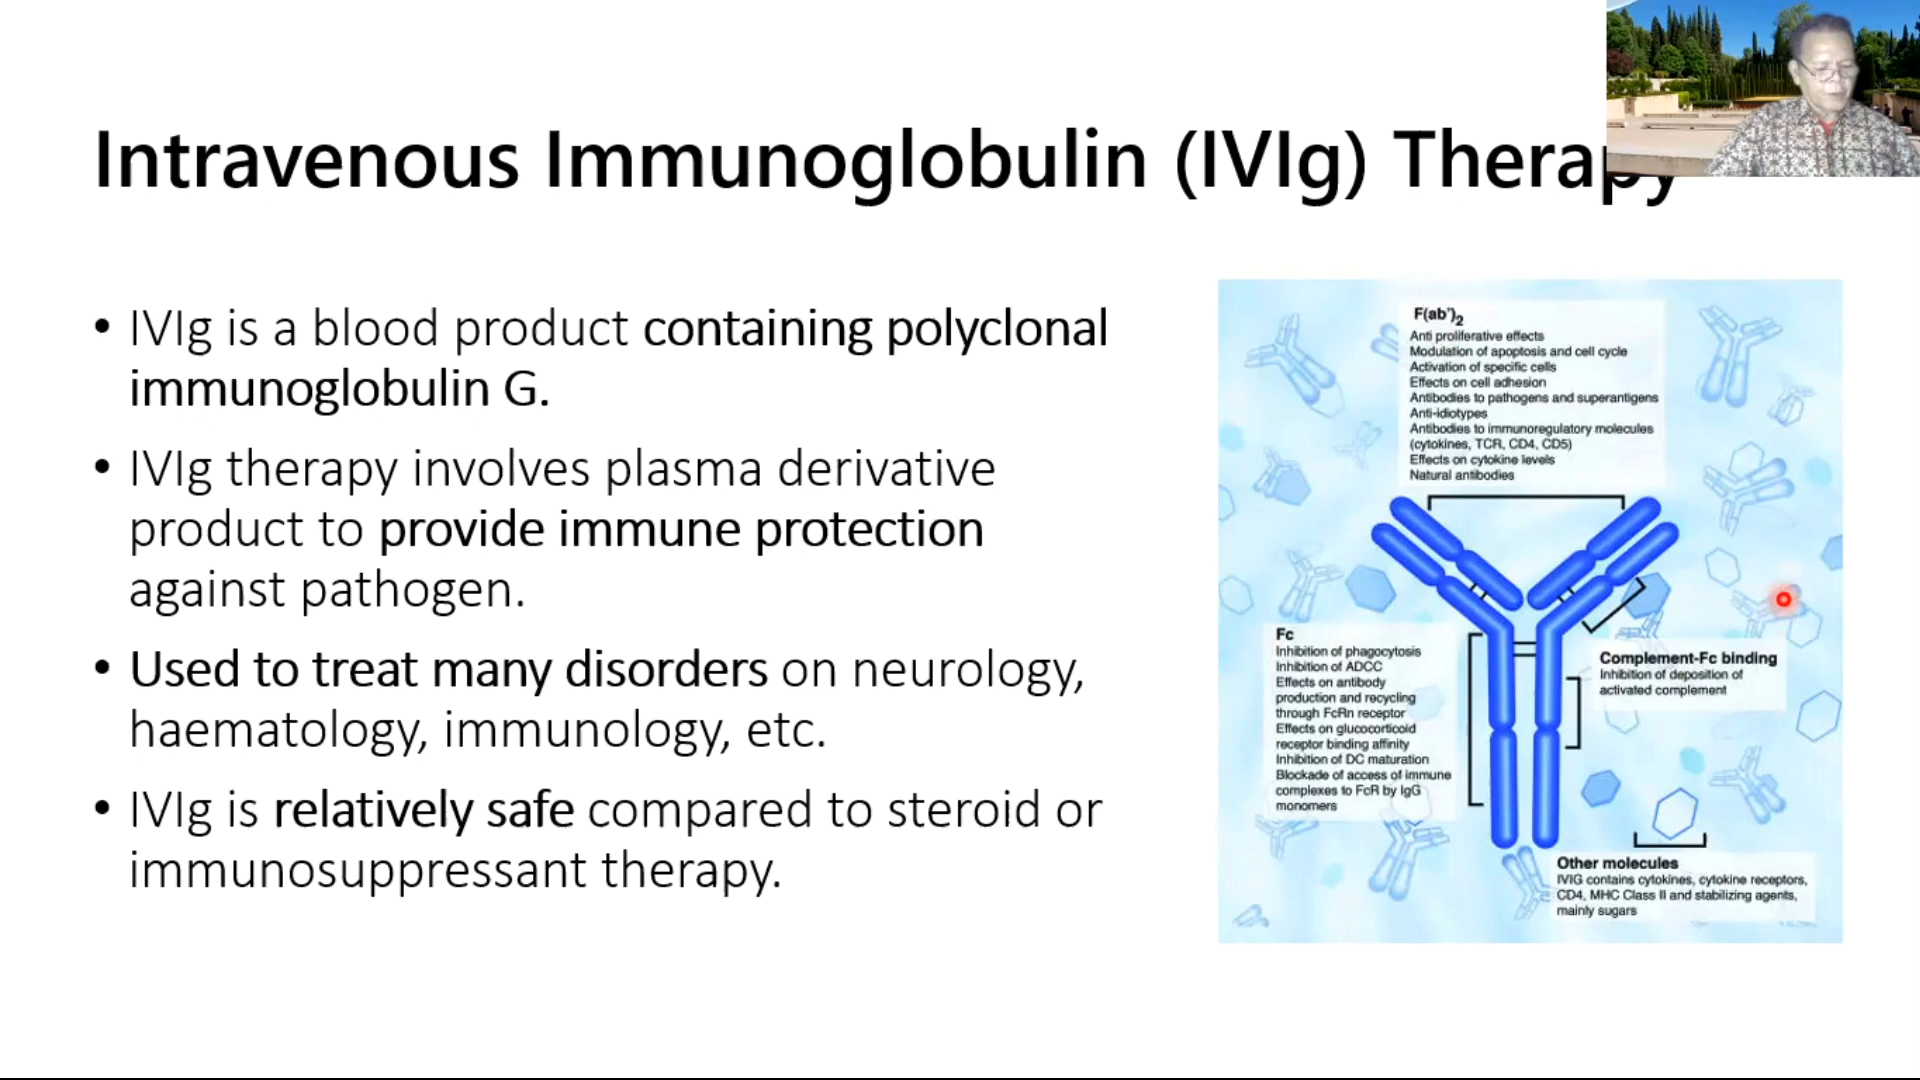 Intravenous Immunoglobulin (IVIg) Therapy
• IVIg is a blood product containing polyclonal
immunoglobulin G.
• IVIg therapy involves plasma derivative
product to provide immune protection
against pathogen.
• Used to treat many disorders on neurology,
haematology, immunology, etc.
• IVIg is relatively safe compared to steroid or
immunosuppressant therapy.
F(ab')2
Anti proliferative effects
Modulation of apoptosis and cell cycle
Activation of specific cells
Effects on cell adhesion
Antibodies to pathogens and superantigens
Anti-idiotypes
Antibodies to immunoregulatory molecules
(cytokines, TCR, CD4, CD5)
Effects on cytokine levels
Natural antibodies
Fc
Inhibition of phagocytosis
Inhibition of ADCC
Effects on antibody
production and recycling
through FcRn receptor
Effects on glucocorticoid
receptor binding affinity
Inhibition of DC maturation
Blockade of access of immune
complexes to FcR by IgG
monomers
Complement-Fc binding
Inhibition of deposition of
activated complement
Other molecules
IVIG contains cytokines, cytokine receptors,
CD4, MHC Class II and stabilizing agents,
mainly sugars